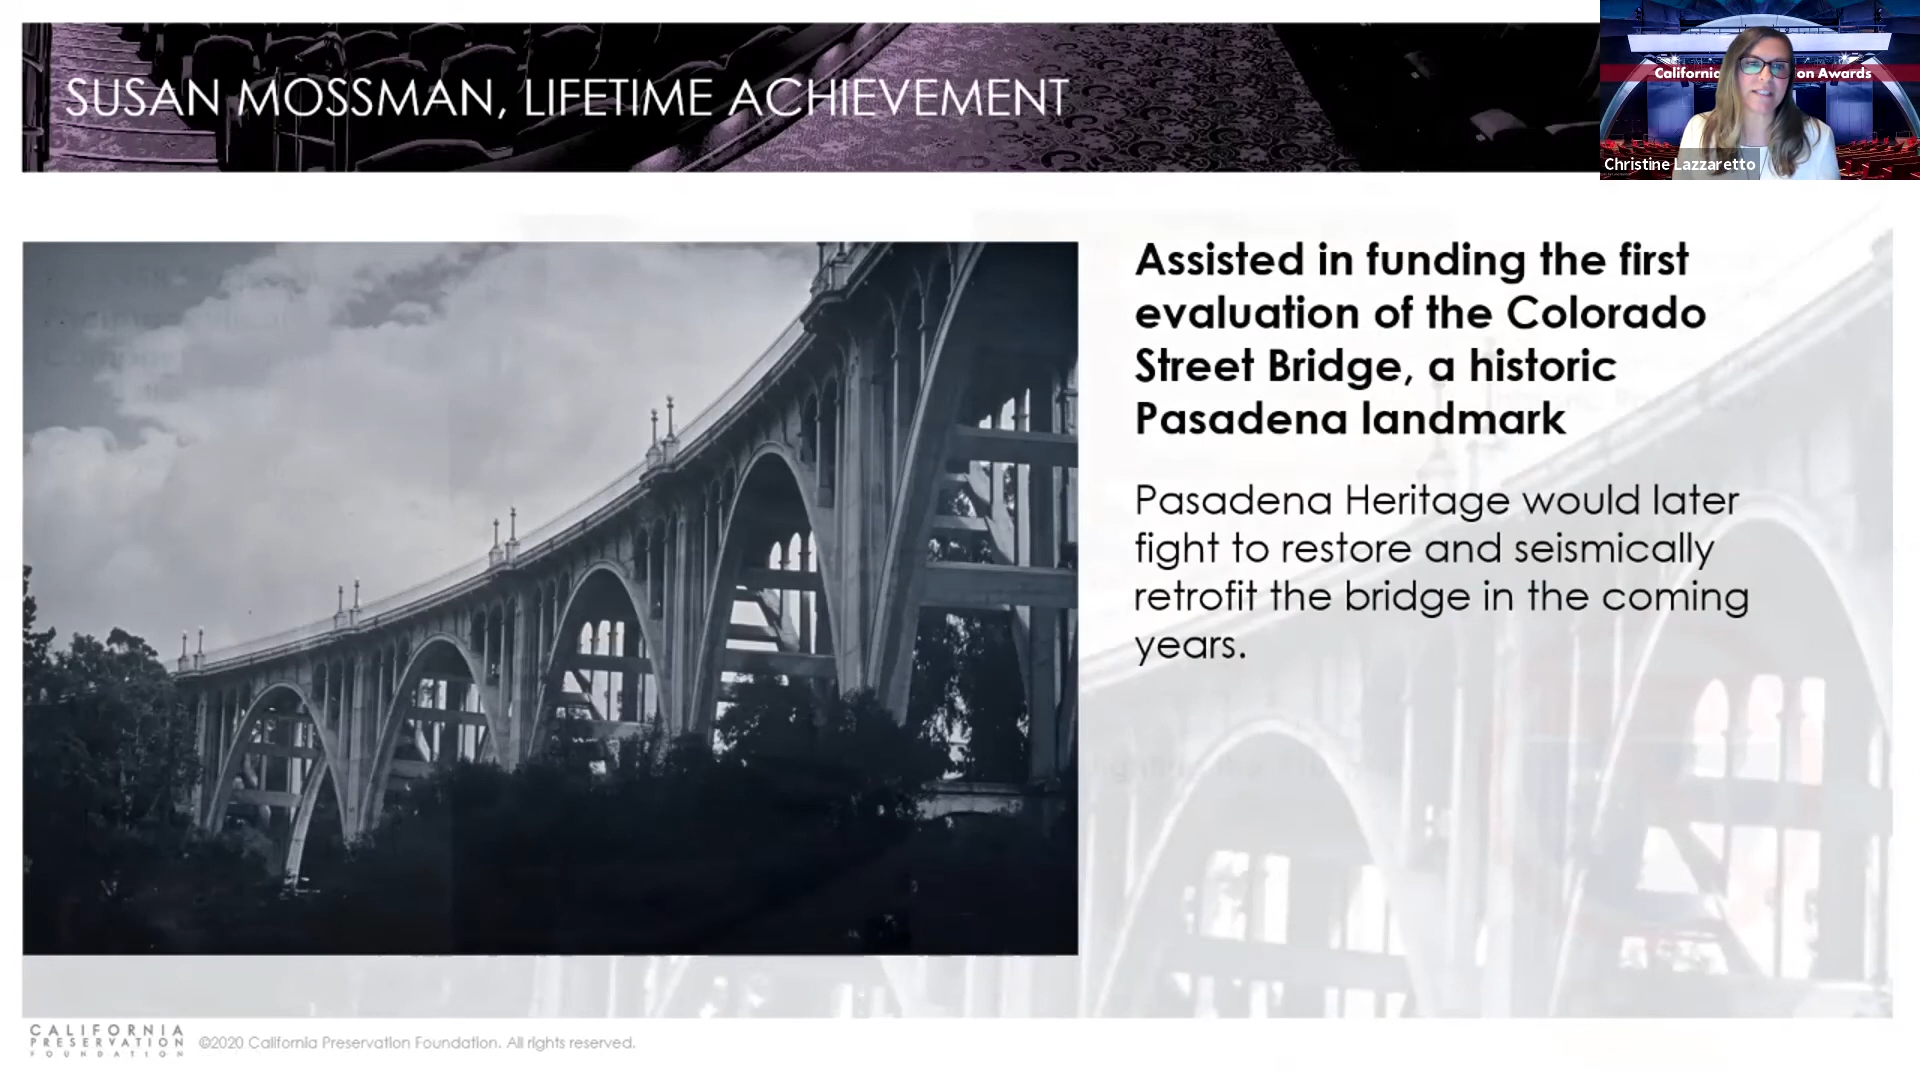 SUSAN MOSSMAN, LIFETIME ACHIEVEMENT
California
on Awards
Christine Lazzaretto
Assisted in funding the first
evaluation of the Colorado
Street Bridge, a historic
Pasadena landmark
Pasadena Heritage would later
fight to restore and seismically
retrofit the bridge in the coming
years.
CALIFORNIA
PRESERVATION
FOUNDATION
©2020 California Preservation Foundation. All rights reserved.